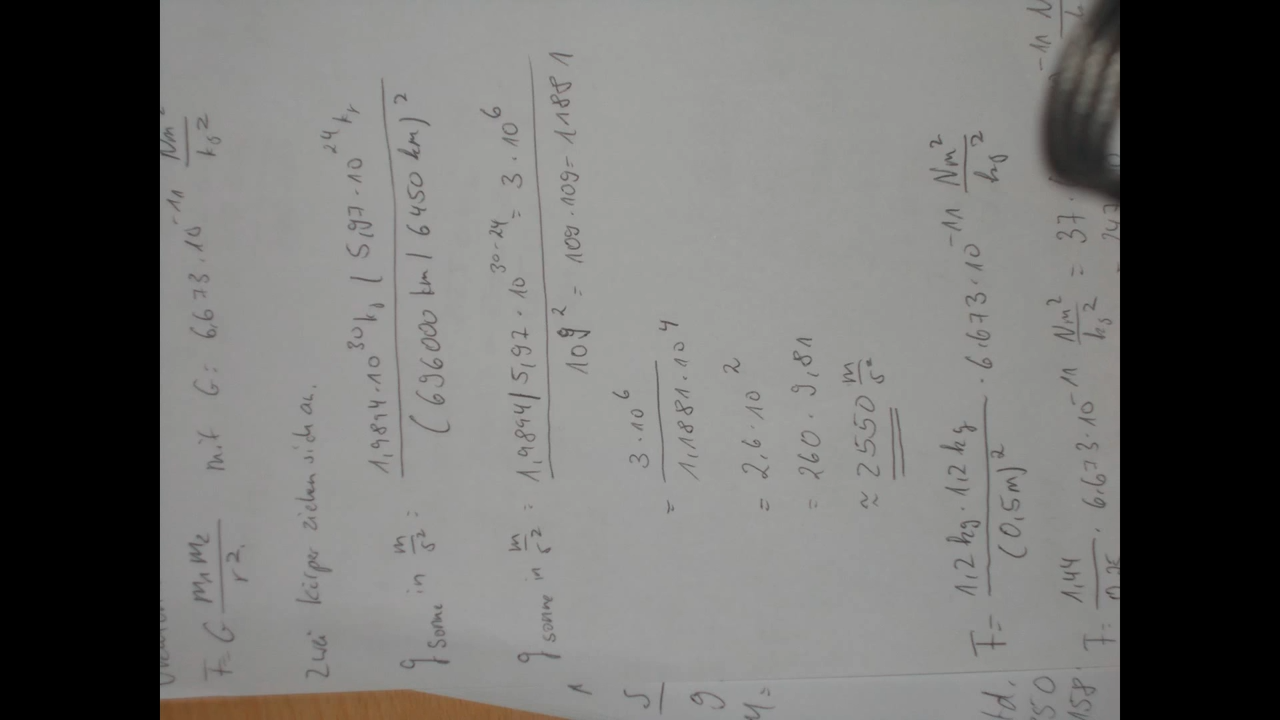 F = G m₁m₂/r² mit G = 6,673 · 10⁻¹¹ Nm²/kg²
Zwei Körper ziehen sich an.
g Sonne in m/s² : 1,9894 · 10³⁰ kg / 5,97 · 10²⁴ kg
(696000 km / 6450 km)²
g Sonne in m/s² = 1,9894 / 5,97 · 10³⁰⁻²⁴ = 3 · 10⁶
109² = 109 · 109 = 11881
= 3 · 10⁶
1,1881 · 10⁴
= 2,6 · 10²
= 260 · 9,81
≈ 2550 m/s²
F = 1,2 kg · 1,2 kg / (0,5 m)² · 6,673 · 10⁻¹¹ Nm²/kg²
F = 1,44 · 6,673 · 10⁻¹¹ Nm²/kg² = 37